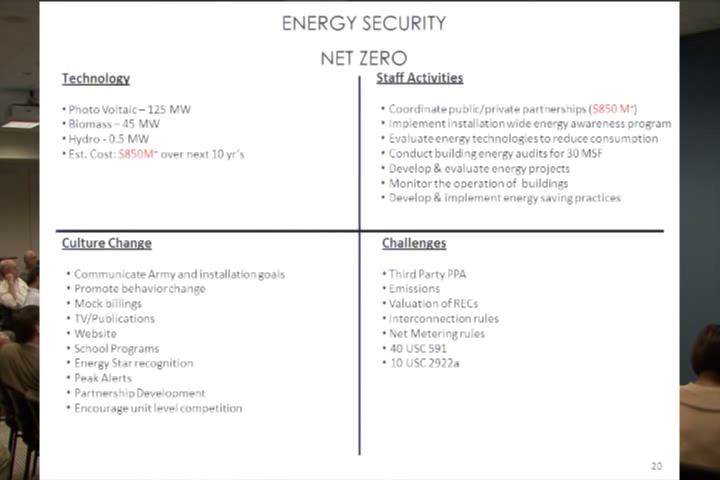 ENERGY SECURITY
NET ZERO
Technology
• Photo Voltaic – 125 MW
• Biomass – 45 MW
• Hydro - 0.5 MW
• Est. Cost: $850M⁺ over next 10 yr's
Staff Activities
• Coordinate public/private partnerships ($850 M⁺)
• Implement installation wide energy awareness program
• Evaluate energy technologies to reduce consumption
• Conduct building energy audits for 30 MSF
• Develop & evaluate energy projects
• Monitor the operation of buildings
• Develop & implement energy saving practices
Culture Change
• Communicate Army and installation goals
• Promote behavior change
• Mock billings
• TV/Publications
• Website
• School Programs
• Energy Star recognition
• Peak Alerts
• Partnership Development
• Encourage unit level competition
Challenges
• Third Party PPA
• Emissions
• Valuation of RECs
• Interconnection rules
• Net Metering rules
• 40 USC 591
• 10 USC 2922a
20